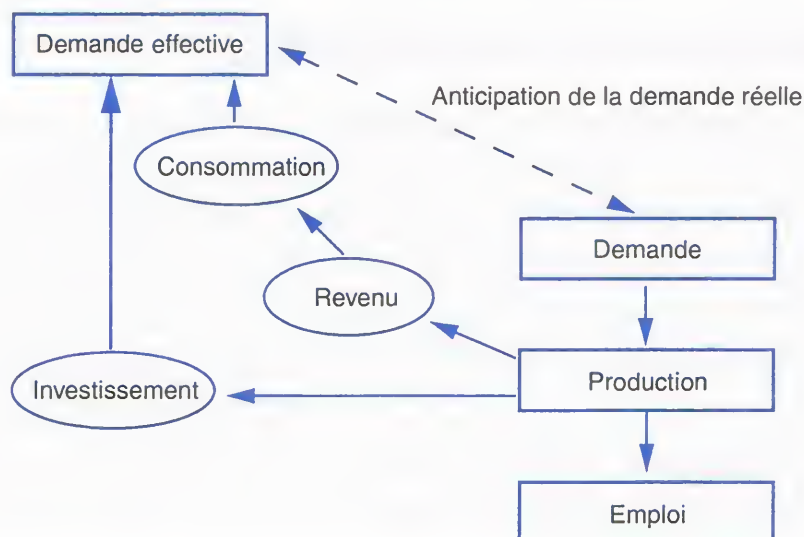 Demande effective
Anticipation de la demande réelle
Consommation
Demande
Revenu
Production
Investissement
Emploi